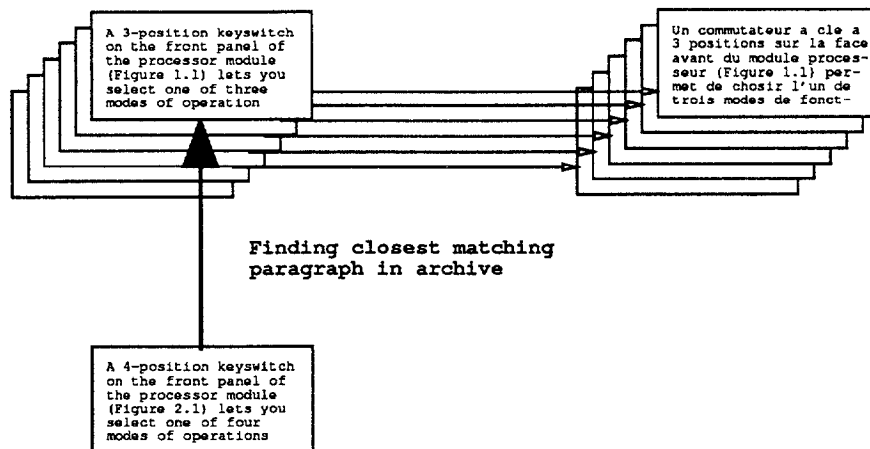 A 3-position keyswitch
on the front panel of
the processor module
(Figure 1.1) lets you
select one of three
modes of operation
Un commutateur a cle a
3 positions sur la face
avant du module proces-
seur (Figure 1.1) per-
met de chosir l'un de
trois modes de fonct-
Finding closest matching
paragraph in archive
A 4-position keyswitch
on the front panel of
the processor module
(Figure 2.1) lets you
select one of four
modes of operations